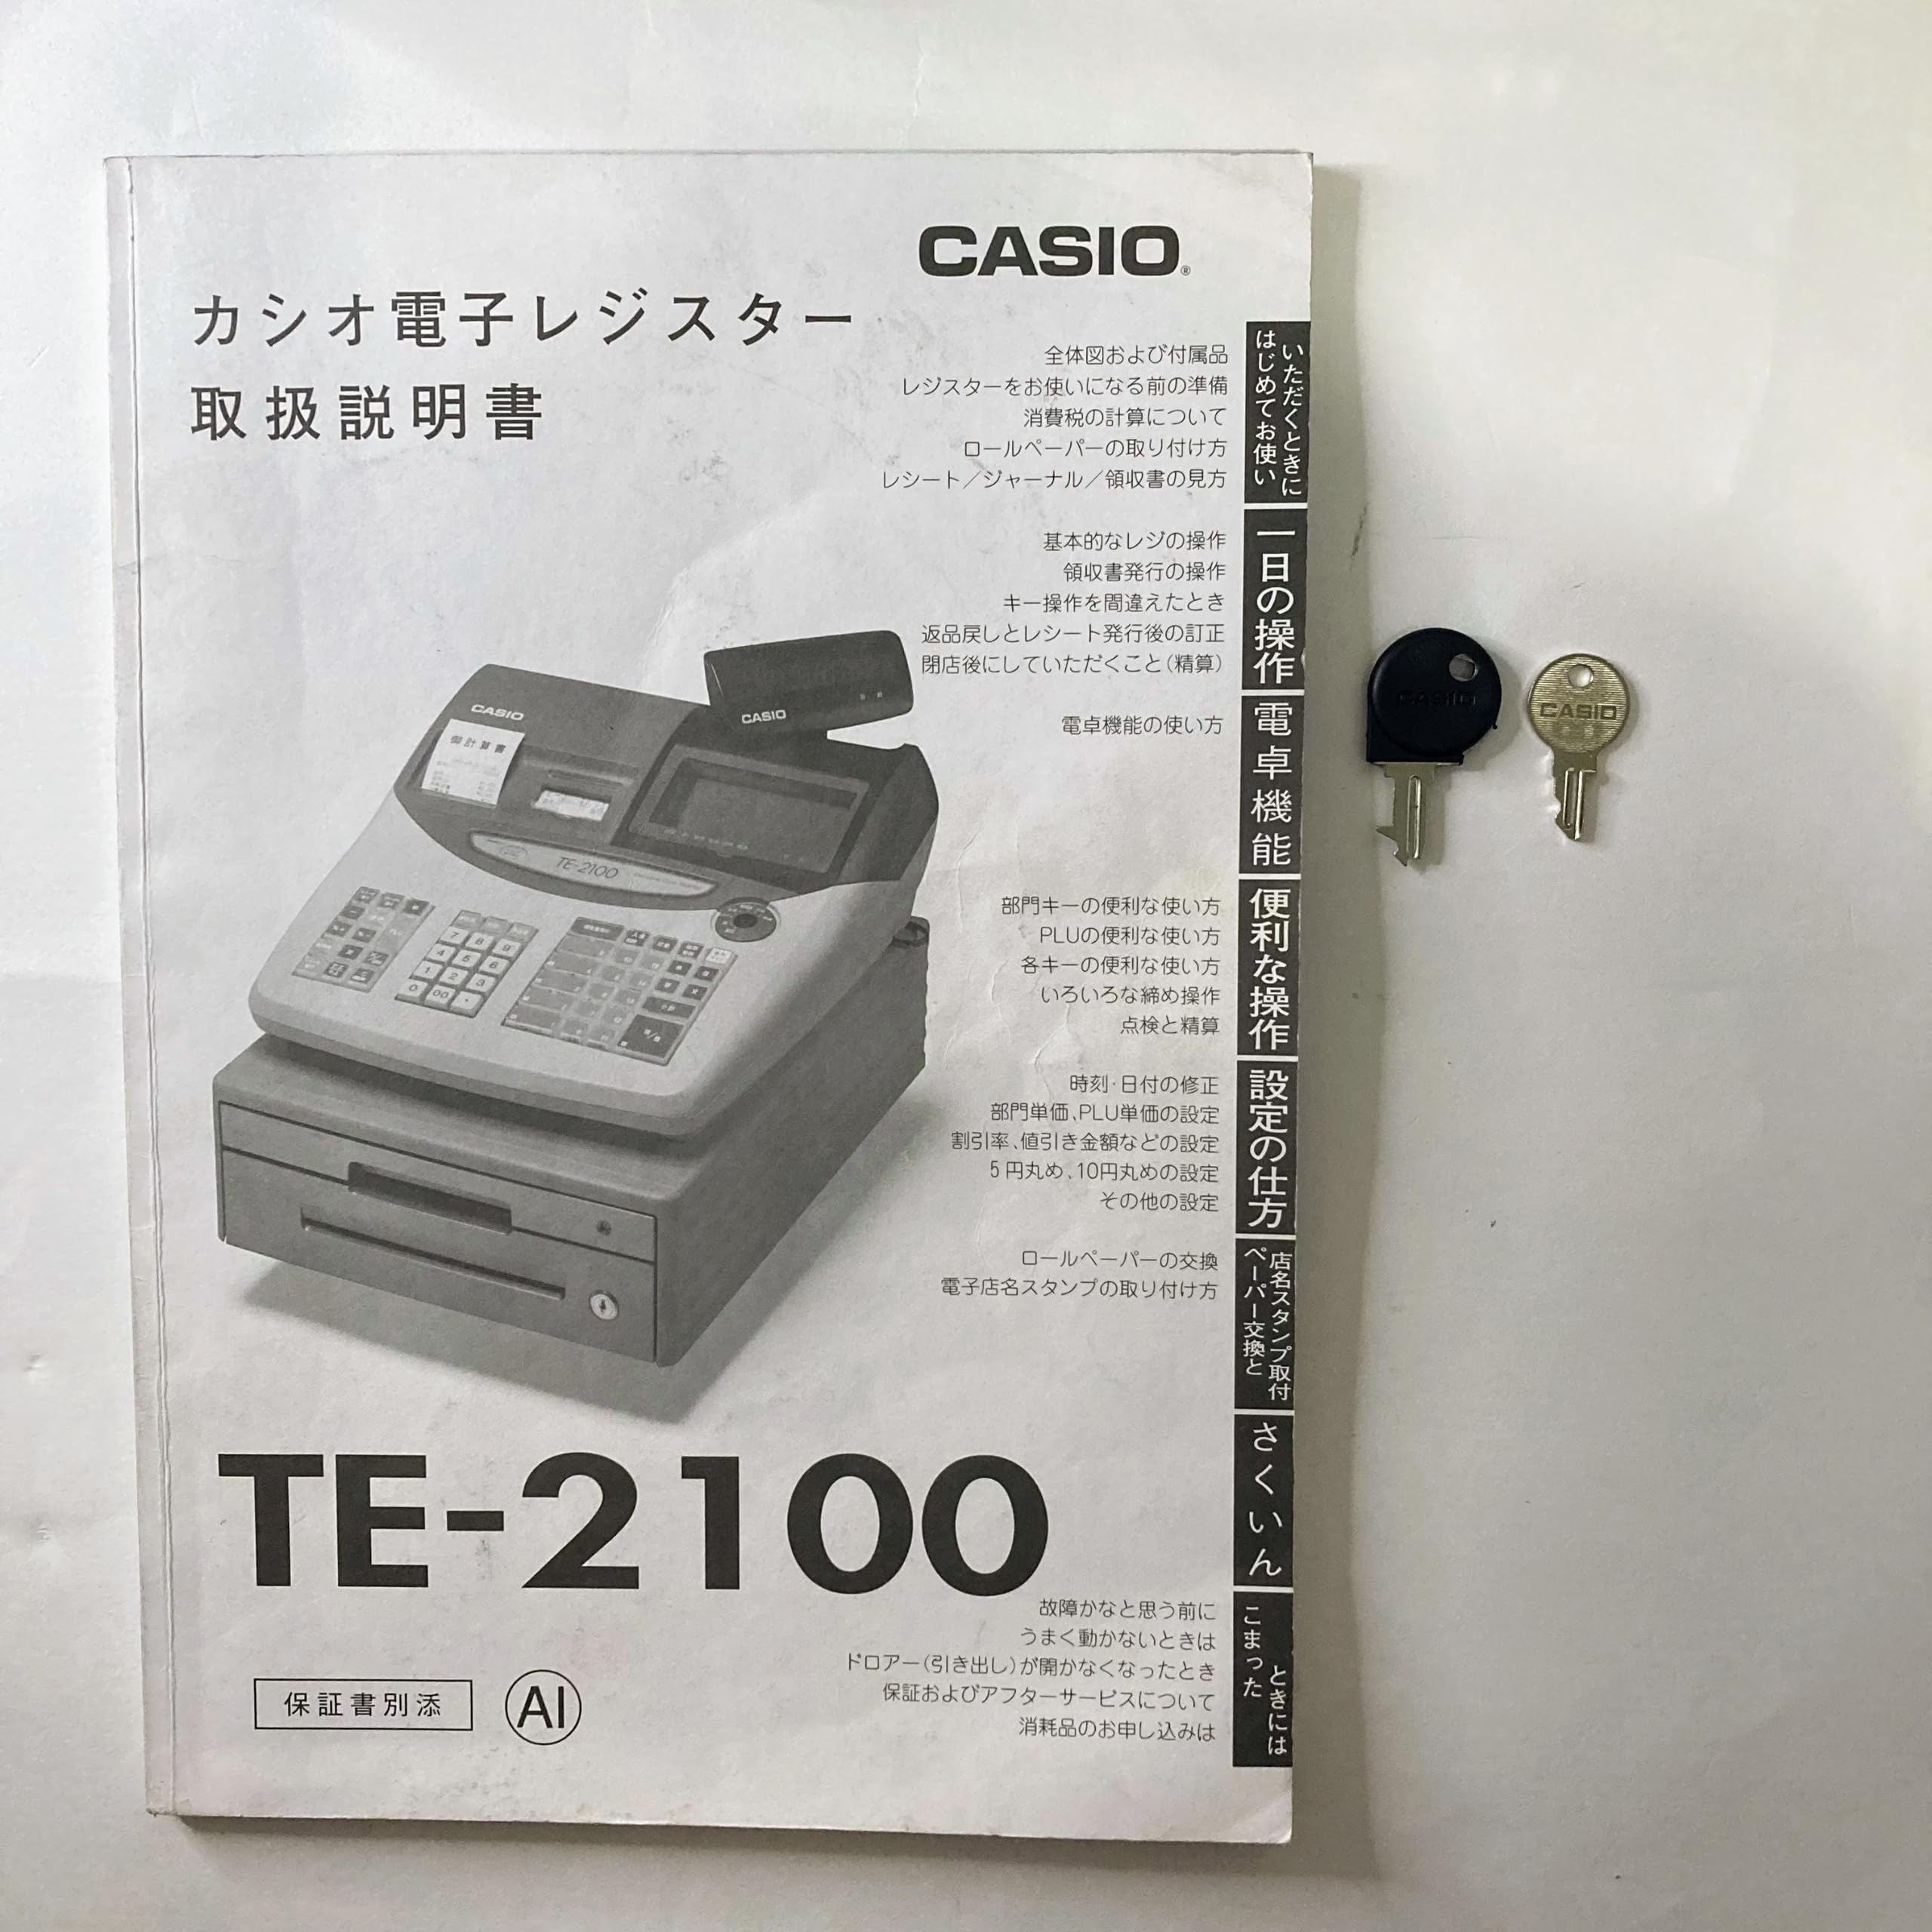 CASIO®
カシオ電子レジスター
取扱説明書
はじめてお使い
いただくときに
全体図および付属品
レジスターをお使いになる前の準備
消費税の計算について
ロールペーパーの取り付け方
レシート／ジャーナル／領収書の見方
一日の操作
基本的なレジの操作
領収書発行の操作
キー操作を間違えたとき
返品戻しとレシート発行後の訂正
閉店後にしていただくこと（精算）
電卓機能
電卓機能の使い方
便利な操作
部門キーの便利な使い方
PLUの便利な使い方
各キーの便利な使い方
いろいろな締め操作
点検と精算
設定の仕方
時刻・日付の修正
部門単価、PLU単価の設定
割引率、値引き金額などの設定
5円丸め、10円丸めの設定
その他の設定
ペーパー交換と
店名スタンプ取付
ロールペーパーの交換
電子店名スタンプの取り付け方
さくいん
こまった
ときには
故障かなと思う前に
うまく動かないときは
ドロアー（引き出し）が開かなくなったとき
保証およびアフターサービスについて
消耗品のお申し込みは
CASIO
CASIO
御計算書
TE-2100
7 8 9
4 5 6
1 2 3
0 00 .
TE-2100
保証書別添
AI
CASIO
CASIO